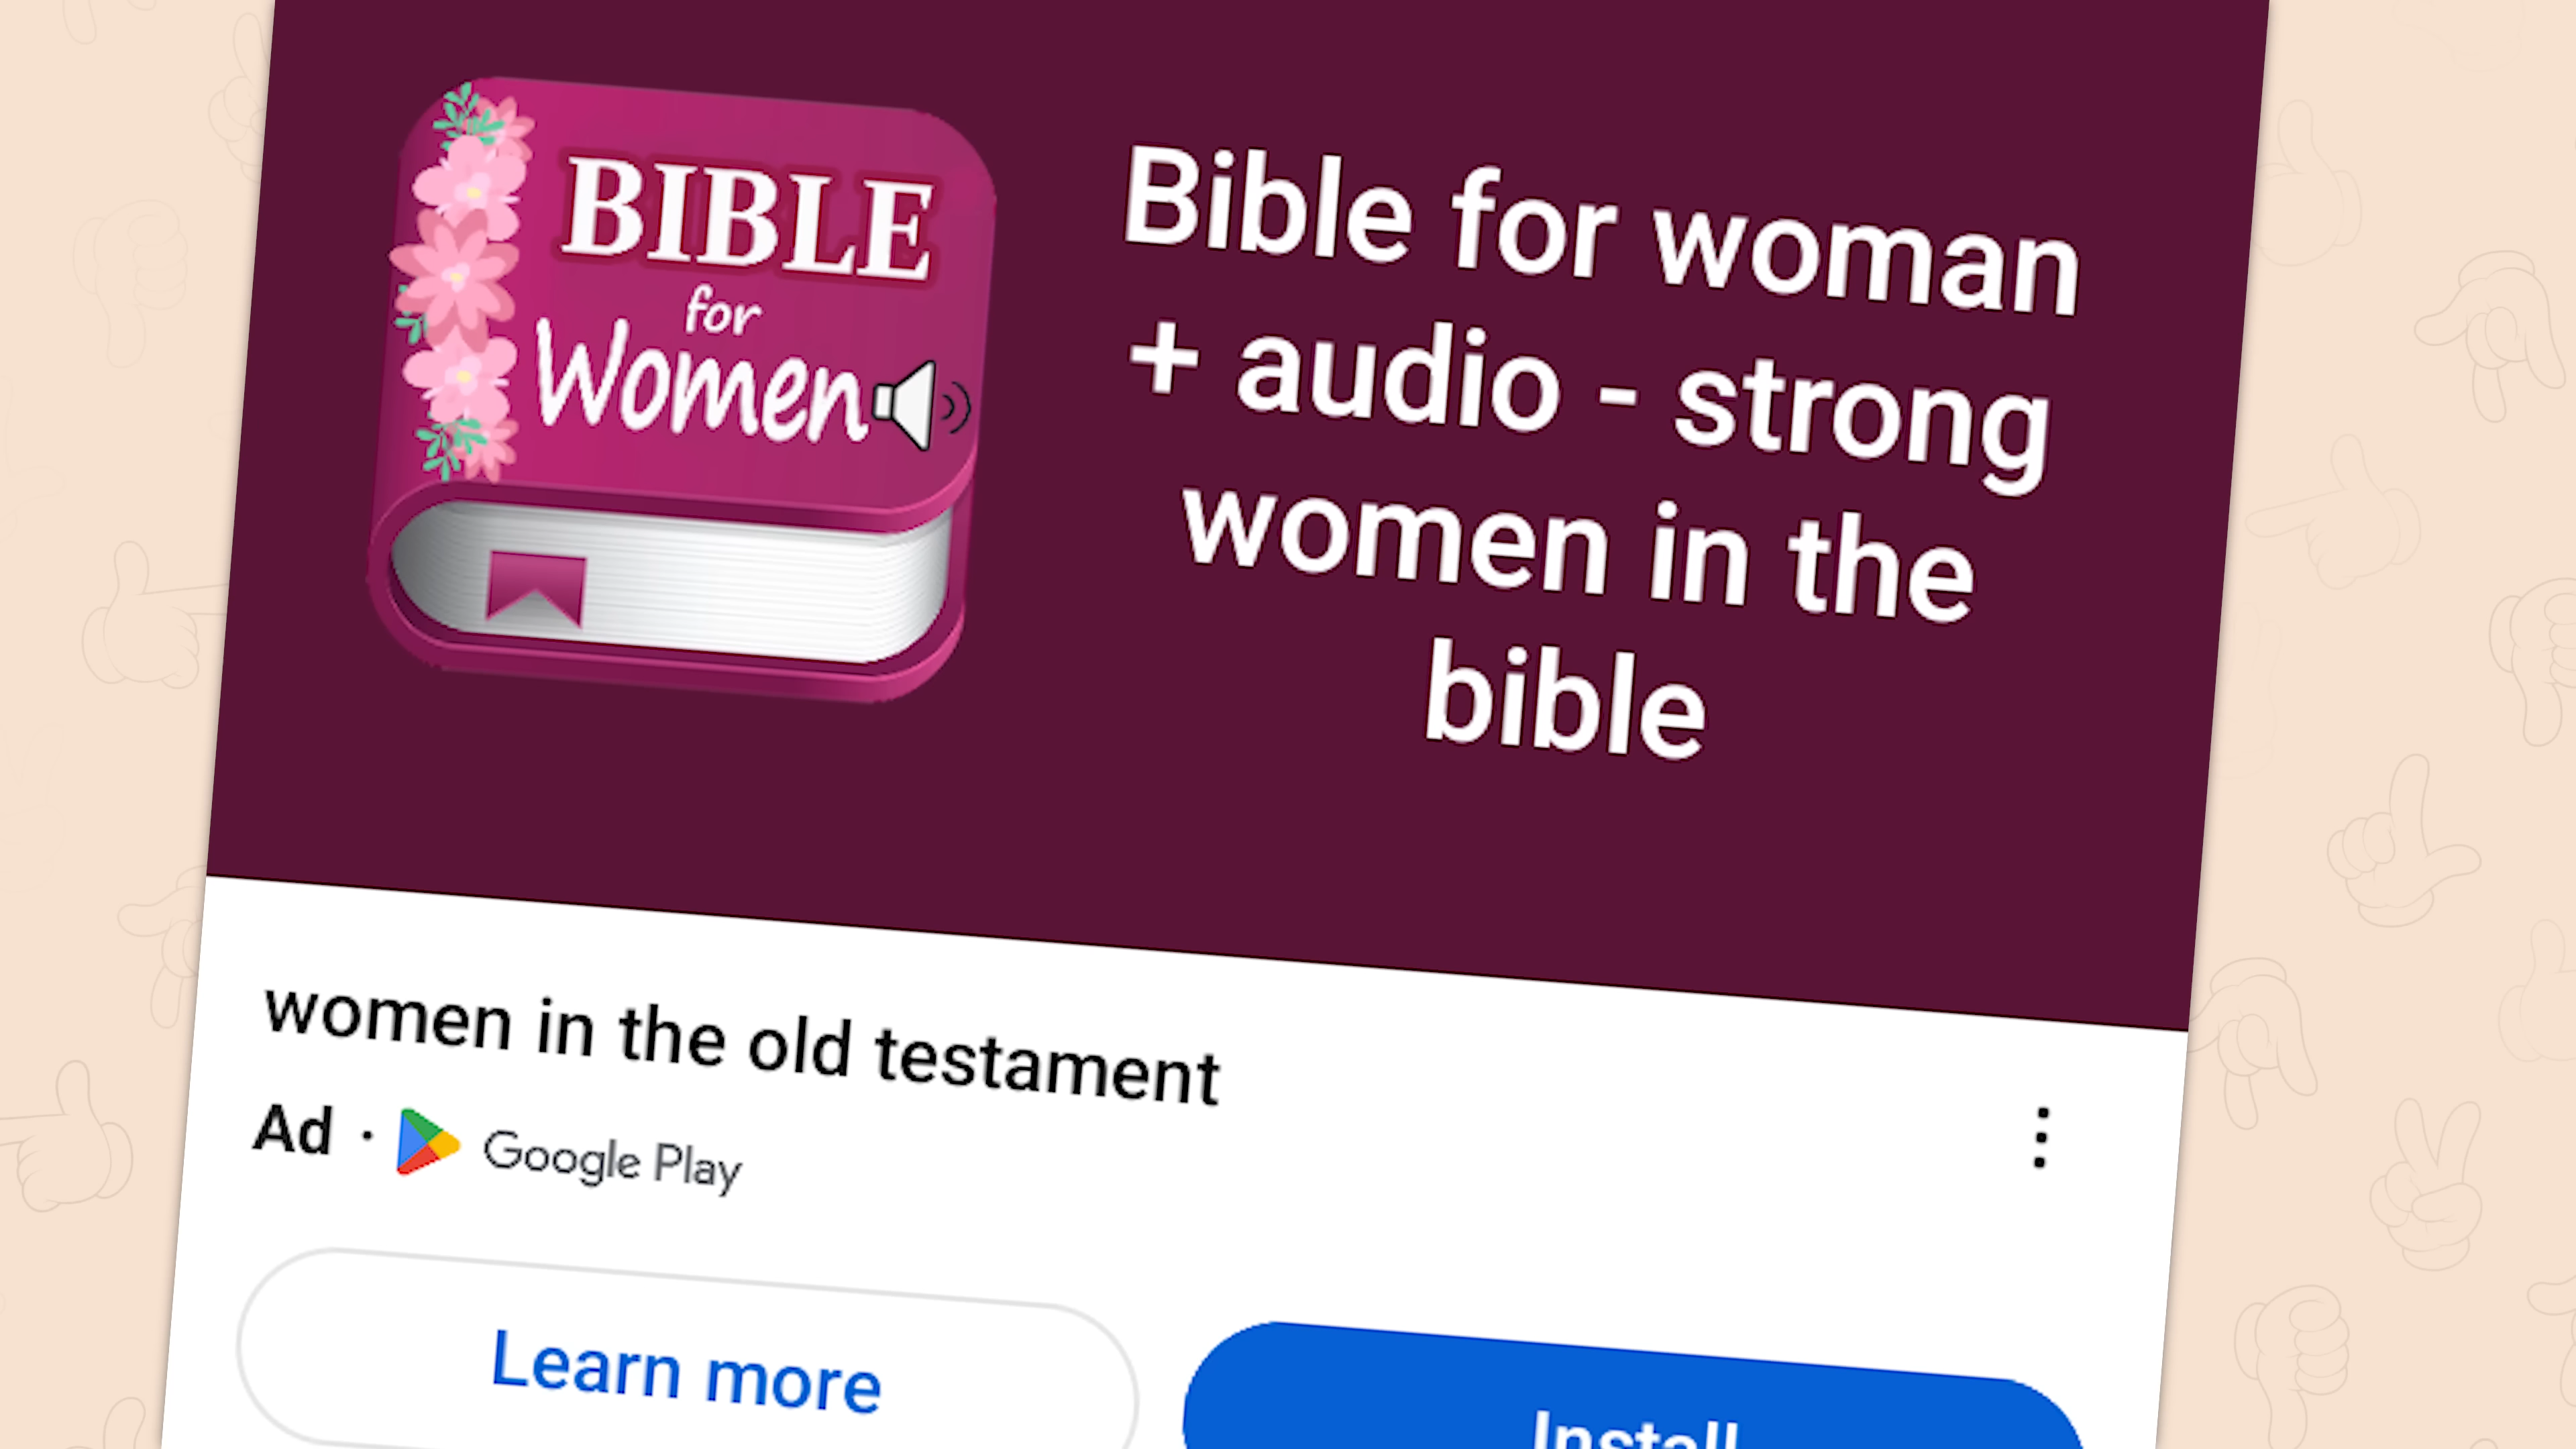 BIBLE
for
Women
Bible for woman
+ audio - strong
women in the
bible
women in the old testament
Ad · Google Play
Learn more
Install